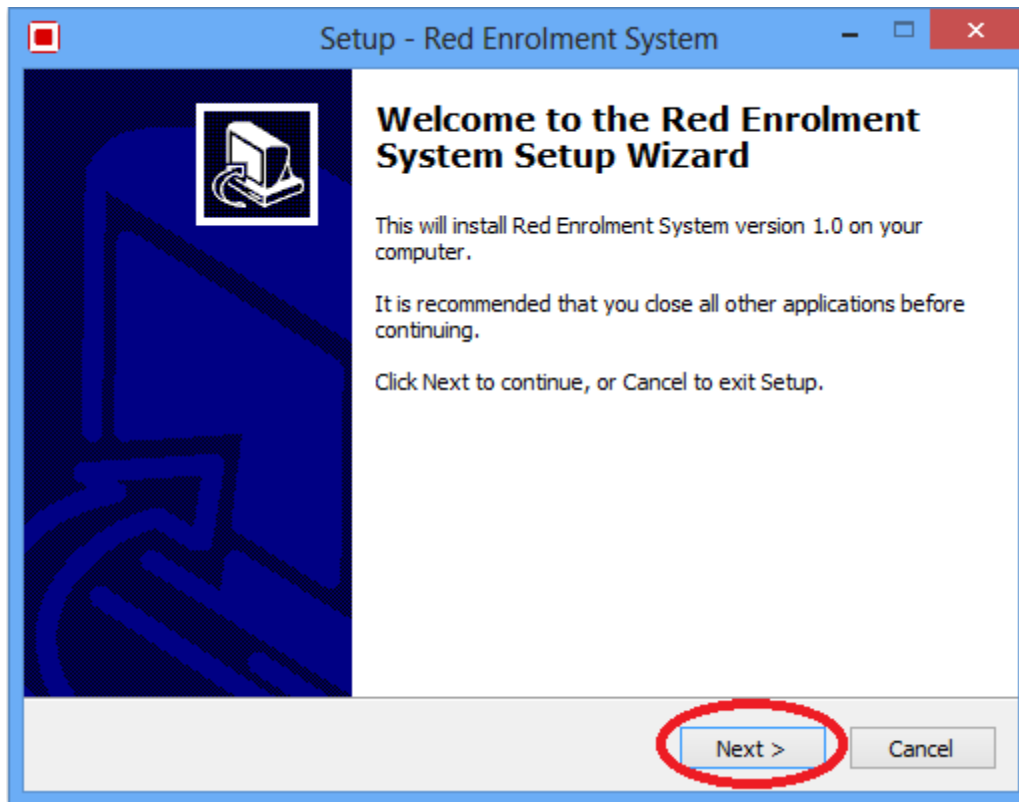 Setup - Red Enrolment System
Welcome to the Red Enrolment
System Setup Wizard
This will install Red Enrolment System version 1.0 on your
computer.
It is recommended that you close all other applications before
continuing.
Click Next to continue, or Cancel to exit Setup.
Next >
Cancel